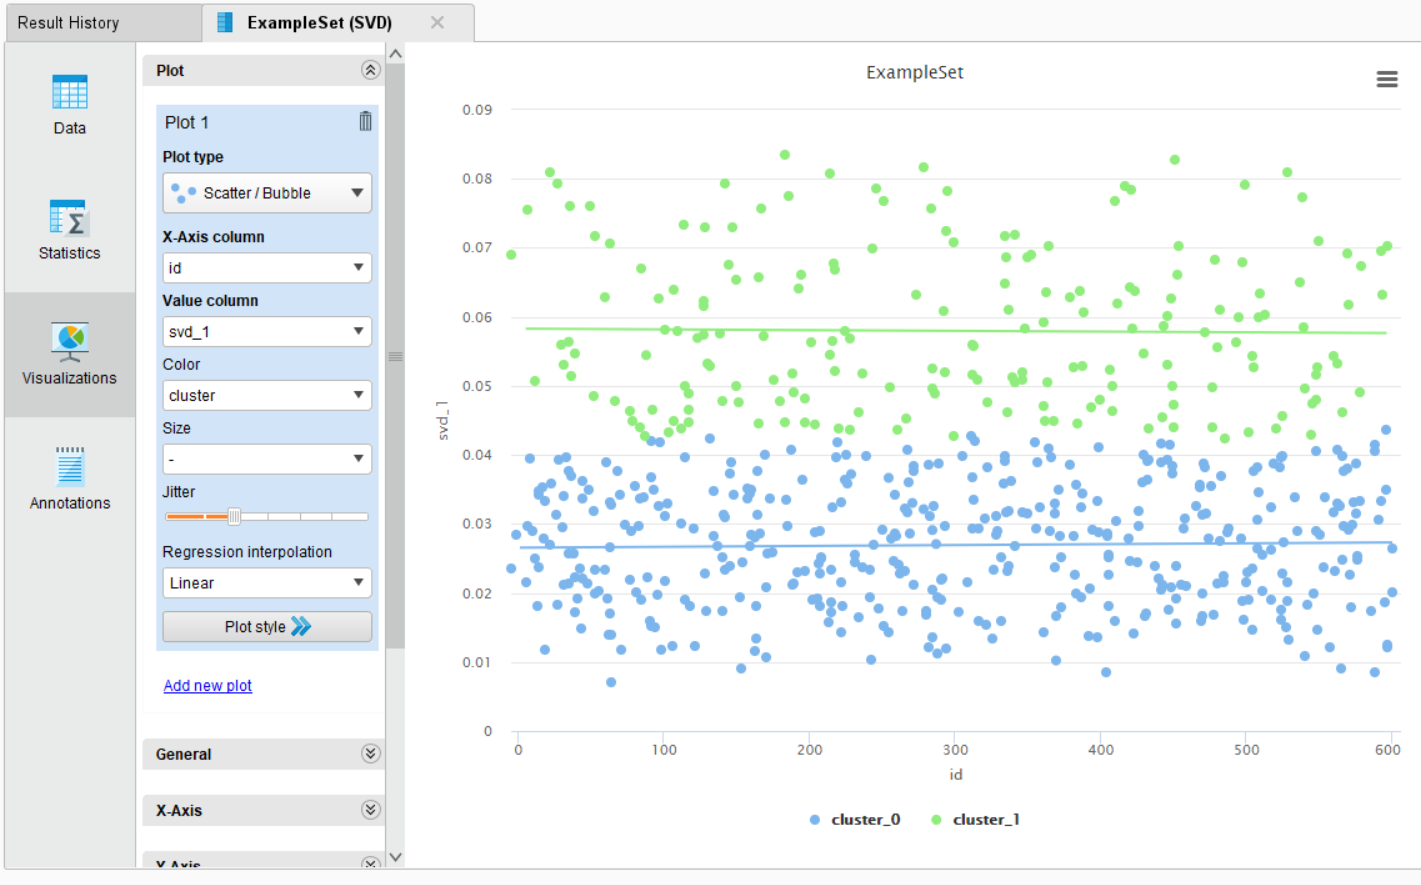 Result History
ExampleSet (SVD)
Data
Statistics
Visualizations
Annotations
Plot
Plot 1
Plot type
Scatter / Bubble
X-Axis column
id
Value column
svd_1
Color
cluster
Size
-
Jitter
Regression interpolation
Linear
Plot style
Add new plot
General
X-Axis
Y-Axis
ExampleSet
0.09
0.08
0.07
0.06
0.05
0.04
0.03
0.02
0.01
0
svd_1
0 100 200 300 400 500 600
id
cluster_0 cluster_1